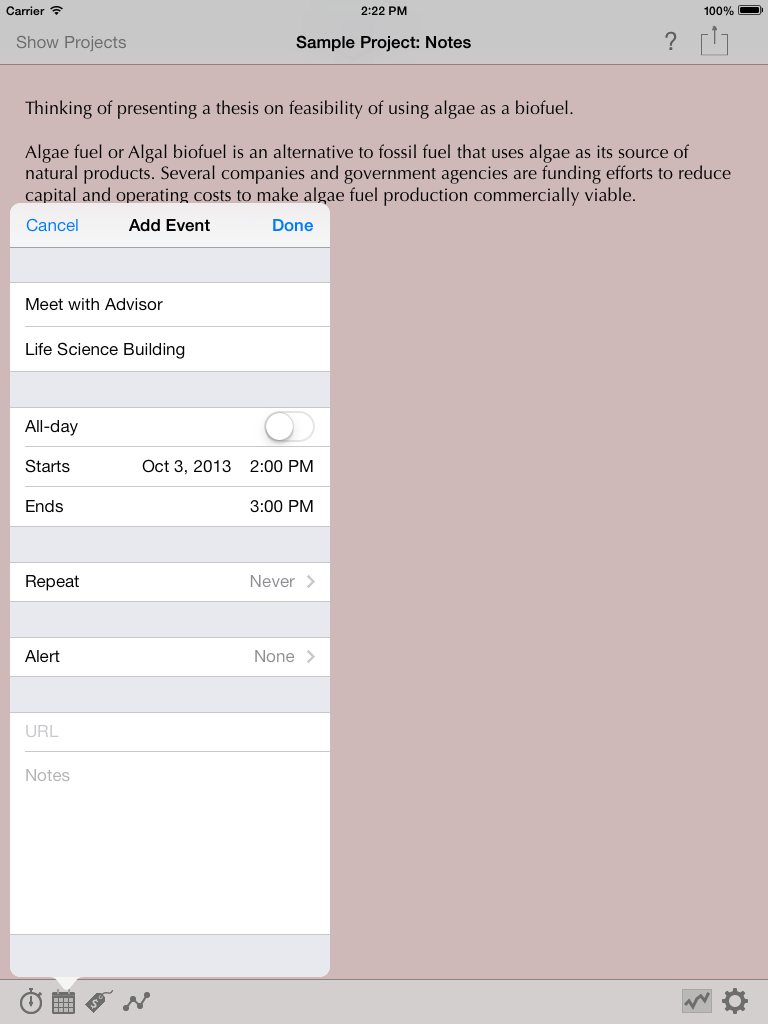 Carrier 2:22 PM 100%
Show Projects Sample Project: Notes ?
Thinking of presenting a thesis on feasibility of using algae as a biofuel.
Algae fuel or Algal biofuel is an alternative to fossil fuel that uses algae as its source of
natural products. Several companies and government agencies are funding efforts to reduce
capital and operating costs to make algae fuel production commercially viable.
Cancel Add Event Done
Meet with Advisor
Life Science Building
All-day
Starts Oct 3, 2013 2:00 PM
Ends 3:00 PM
Repeat Never
Alert None
URL
Notes
$